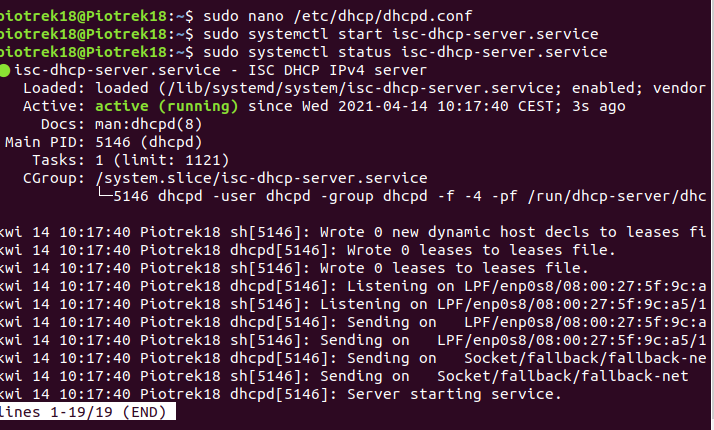 piotrek18@Piotrek18:~$ sudo nano /etc/dhcp/dhcpd.conf
piotrek18@Piotrek18:~$ sudo systemctl start isc-dhcp-server.service
piotrek18@Piotrek18:~$ sudo systemctl status isc-dhcp-server.service
● isc-dhcp-server.service - ISC DHCP IPv4 server
Loaded: loaded (/lib/systemd/system/isc-dhcp-server.service; enabled; vendor
Active: active (running) since Wed 2021-04-14 10:17:40 CEST; 3s ago
Docs: man:dhcpd(8)
Main PID: 5146 (dhcpd)
Tasks: 1 (limit: 1121)
CGroup: /system.slice/isc-dhcp-server.service
└─5146 dhcpd -user dhcpd -group dhcpd -f -4 -pf /run/dhcp-server/dhc
kwi 14 10:17:40 Piotrek18 sh[5146]: Wrote 0 new dynamic host decls to leases fi
kwi 14 10:17:40 Piotrek18 dhcpd[5146]: Wrote 0 leases to leases file.
kwi 14 10:17:40 Piotrek18 sh[5146]: Wrote 0 leases to leases file.
kwi 14 10:17:40 Piotrek18 dhcpd[5146]: Listening on LPF/enp0s8/08:00:27:5f:9c:a
kwi 14 10:17:40 Piotrek18 sh[5146]: Listening on LPF/enp0s8/08:00:27:5f:9c:a5/1
kwi 14 10:17:40 Piotrek18 dhcpd[5146]: Sending on   LPF/enp0s8/08:00:27:5f:9c:a
kwi 14 10:17:40 Piotrek18 sh[5146]: Sending on   LPF/enp0s8/08:00:27:5f:9c:a5/1
kwi 14 10:17:40 Piotrek18 dhcpd[5146]: Sending on   Socket/fallback/fallback-ne
kwi 14 10:17:40 Piotrek18 sh[5146]: Sending on   Socket/fallback/fallback-net
kwi 14 10:17:40 Piotrek18 dhcpd[5146]: Server starting service.
lines 1-19/19 (END)